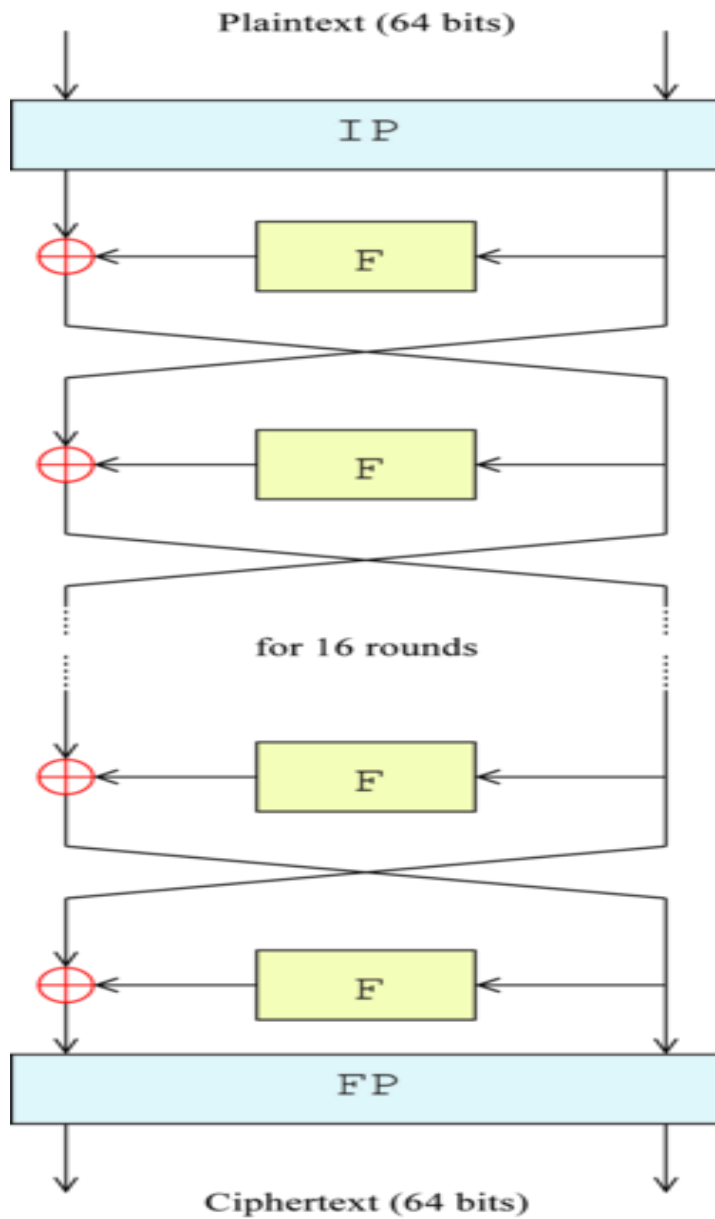 Plaintext (64 bits)
IP
F
F
for 16 rounds
F
F
FP
Ciphertext (64 bits)